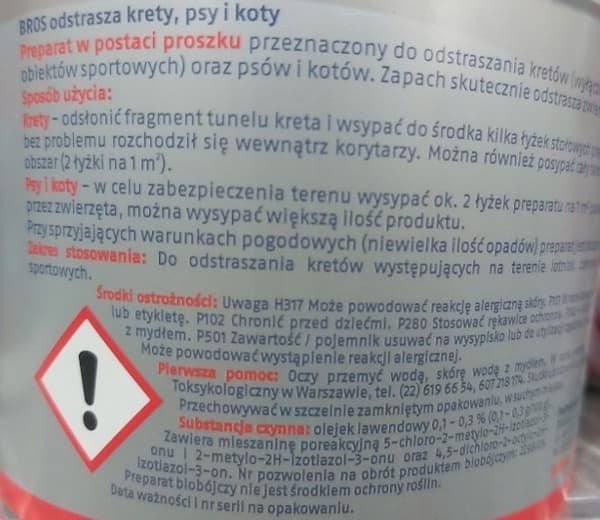 BROS odstrasza krety, psy i koty
Preparat w postaci proszku przeznaczony do odstraszania kretów
obiektów sportowych) oraz psów i kotów. Zapach skutecznie odstrasza
Sposób użycia:
Krety - odsłonić fragment tunelu kreta i wsypać do środka kilka łyżek stołowych
bez problemu rozchodził się wewnątrz korytarzy. Można również posypać cały
obszar (2 łyżki na 1 m²).
Psy i koty - w celu zabezpieczenia terenu wysypać ok. 2 łyżek preparatu na 1 m²
przez zwierzęta, można wysypać większą ilość produktu.
Przy sprzyjających warunkach pogodowych (niewielka ilość opadów) preparat
Zakres stosowania: Do odstraszania kretów występujących na terenie lotnisk,
sportowych.
Środki ostrożności: Uwaga H317 Może powodować reakcję alergiczną skóry. P101
lub etykietę. P102 Chronić przed dziećmi. P280 Stosować rękawice ochronne.
z mydłem. P501 Zawartość / pojemnik usuwać na wysypisko lub do utylizacji
Może powodować wystąpienie reakcji alergicznej.
Pierwsza pomoc: Oczy przemyć wodą, skórę wodą z mydłem.
Toksykologiczny w Warszawie, tel. (22) 619 66 54, 607 218 174.
Przechowywać w szczelnie zamkniętym opakowaniu, w suchym
Substancja czynna: olejek lawendowy 0,1 - 0,3 % (0,1 - 0,3 g/100 g).
Zawiera mieszaninę poreakcyjną 5-chloro-2-metylo-2H-izotiazol-3-
onu i 2-metylo-2H-izotiazol-3-onu oraz 4,5-dichloro-2-octylo-2H-
izotiazol-3-on. Nr pozwolenia na obrót produktem biobójczym:
Preparat biobójczy nie jest środkiem ochrony roślin.
Data ważności i nr serii na opakowaniu.